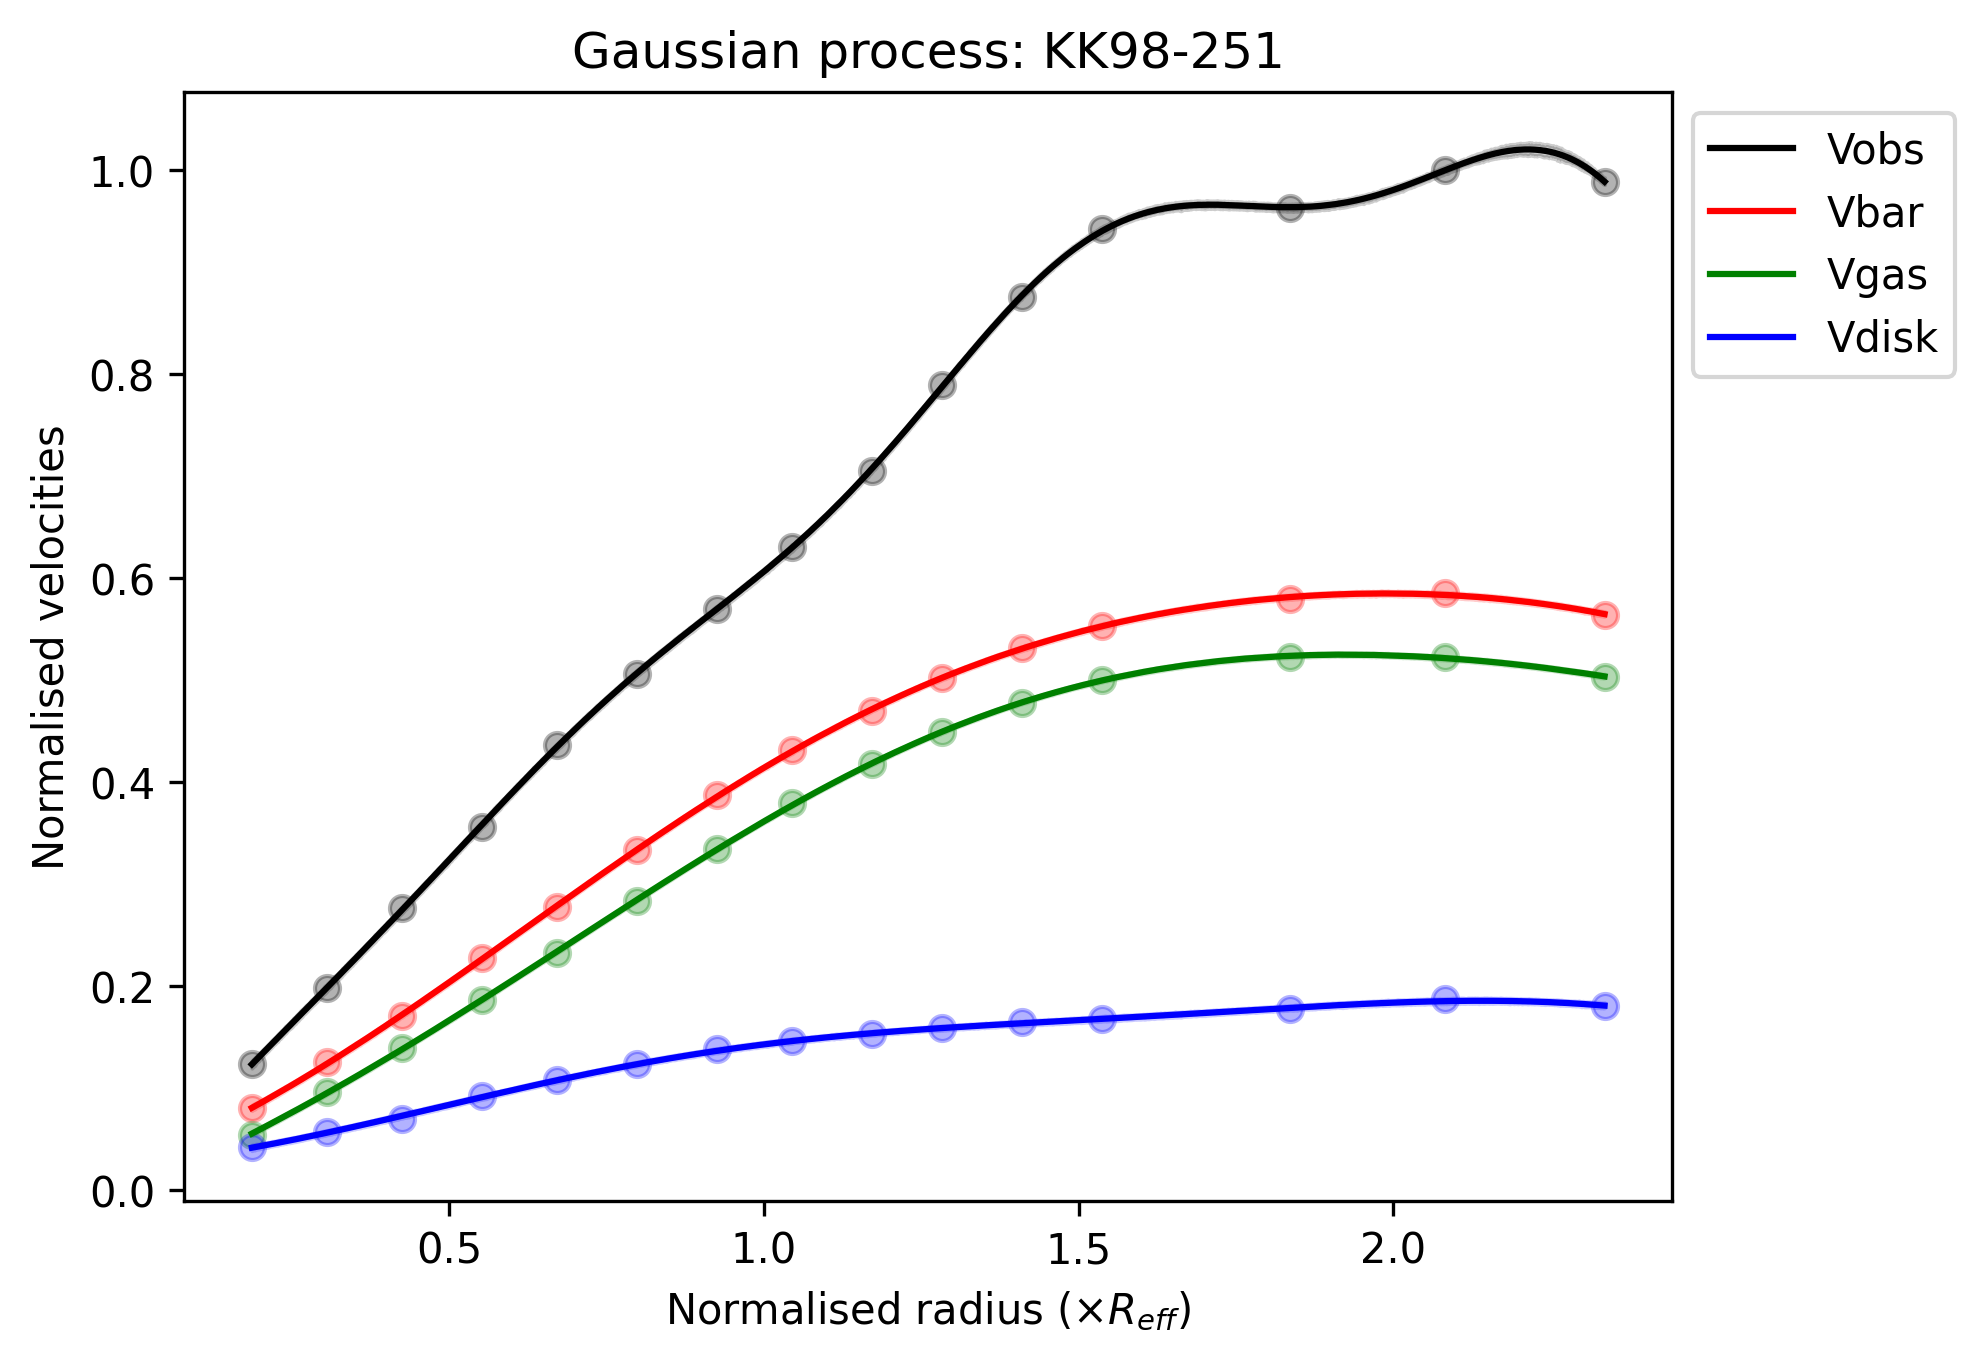 Gaussian process: KK98-251
Vobs
Vbar
Vgas
Vdisk
1.0
0.8
0.6
0.4
0.2
0.0
Normalised velocities
0.5 1.0 1.5 2.0
Normalised radius (×R_eff)